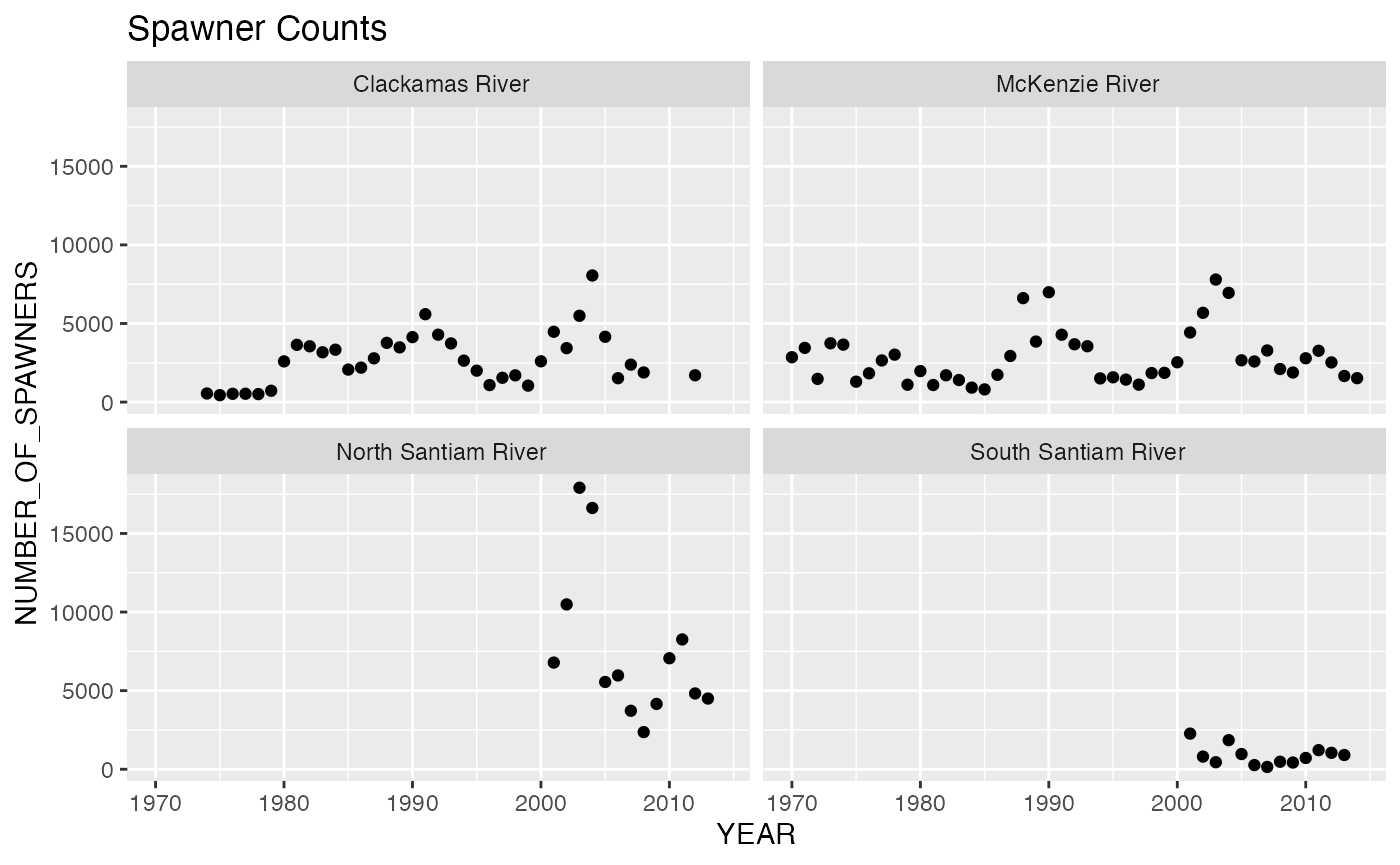 Spawner Counts
Clackamas River
McKenzie River
15000
10000
5000
0
North Santiam River
South Santiam River
15000
10000
5000
0
NUMBER_OF_SPAWNERS
1970 1980 1990 2000 2010 1970 1980 1990 2000 2010
YEAR